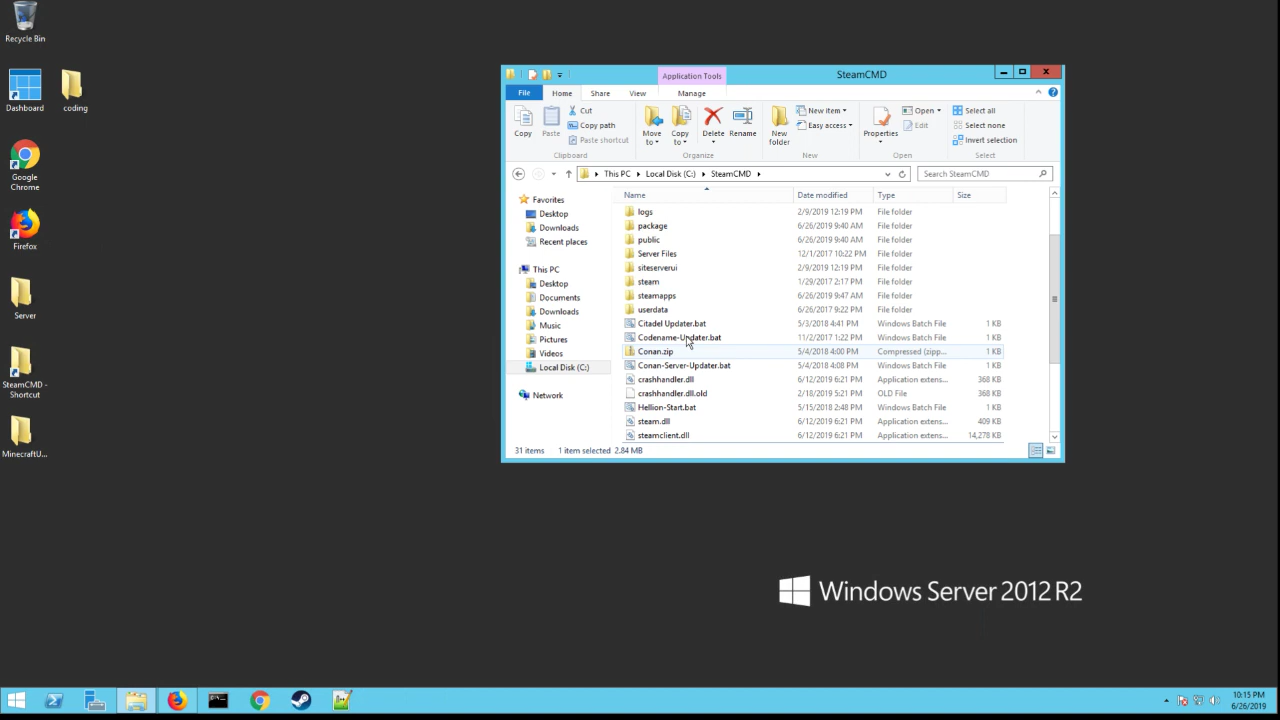 Recycle Bin
Dashboard
coding
Google
Chrome
Firefox
Server
SteamCMD -
Shortcut
MinecraftU...
Application Tools
SteamCMD
File
Home
Share
View
Manage
Copy
Paste
Cut
Copy path
Paste shortcut
Clipboard
Move
to
Copy
to
Delete
Rename
Organize
New
folder
New item
Easy access
New
Properties
Open
Edit
Open
Select all
Select none
Invert selection
Select
This PC
Local Disk (C:)
SteamCMD
Search SteamCMD
Favorites
Desktop
Downloads
Recent places
This PC
Desktop
Documents
Downloads
Music
Pictures
Videos
Local Disk (C:)
Network
Name Date modified Type Size
logs 2/9/2019 12:19 PM File folder
package 6/26/2019 9:40 AM File folder
public 6/26/2019 9:40 AM File folder
Server Files 12/1/2017 10:22 PM File folder
siteserverui 2/9/2019 12:19 PM File folder
steam 1/29/2017 2:17 PM File folder
steamapps 6/26/2019 9:47 AM File folder
userdata 6/26/2017 9:20 AM File folder
Citadel Updater.bat 5/3/2018 4:41 PM Windows Batch File 1 KB
Codename-Updater.bat 11/2/2017 1:22 PM Windows Batch File 1 KB
Conan.zip 5/4/2018 4:00 PM Compressed (zipp... 1 KB
Conan-Server-Updater.bat 5/4/2018 4:08 PM Windows Batch File 1 KB
crashhandler.dll 6/12/2019 6:21 PM Application extens... 368 KB
crashhandler.dll.old 2/18/2019 5:21 PM OLD File 368 KB
Hellion-Start.bat 5/15/2018 2:48 PM Windows Batch File 1 KB
steam.dll 6/12/2019 6:21 PM Application extens... 409 KB
steamclient.dll 6/12/2019 6:21 PM Application extens... 14,278 KB
31 items 1 item selected 2.84 MB
Windows Server 2012 R2
10:15 PM
6/26/2019